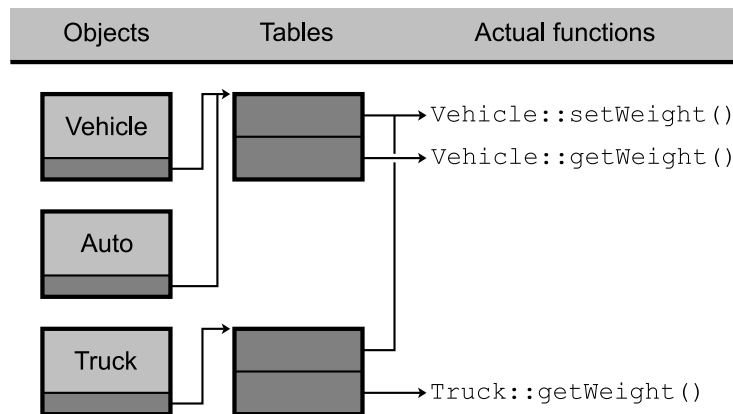 Objects Tables Actual functions
Vehicle
Vehicle::setWeight()
Vehicle::getWeight()
Auto
Truck
Truck::getWeight()